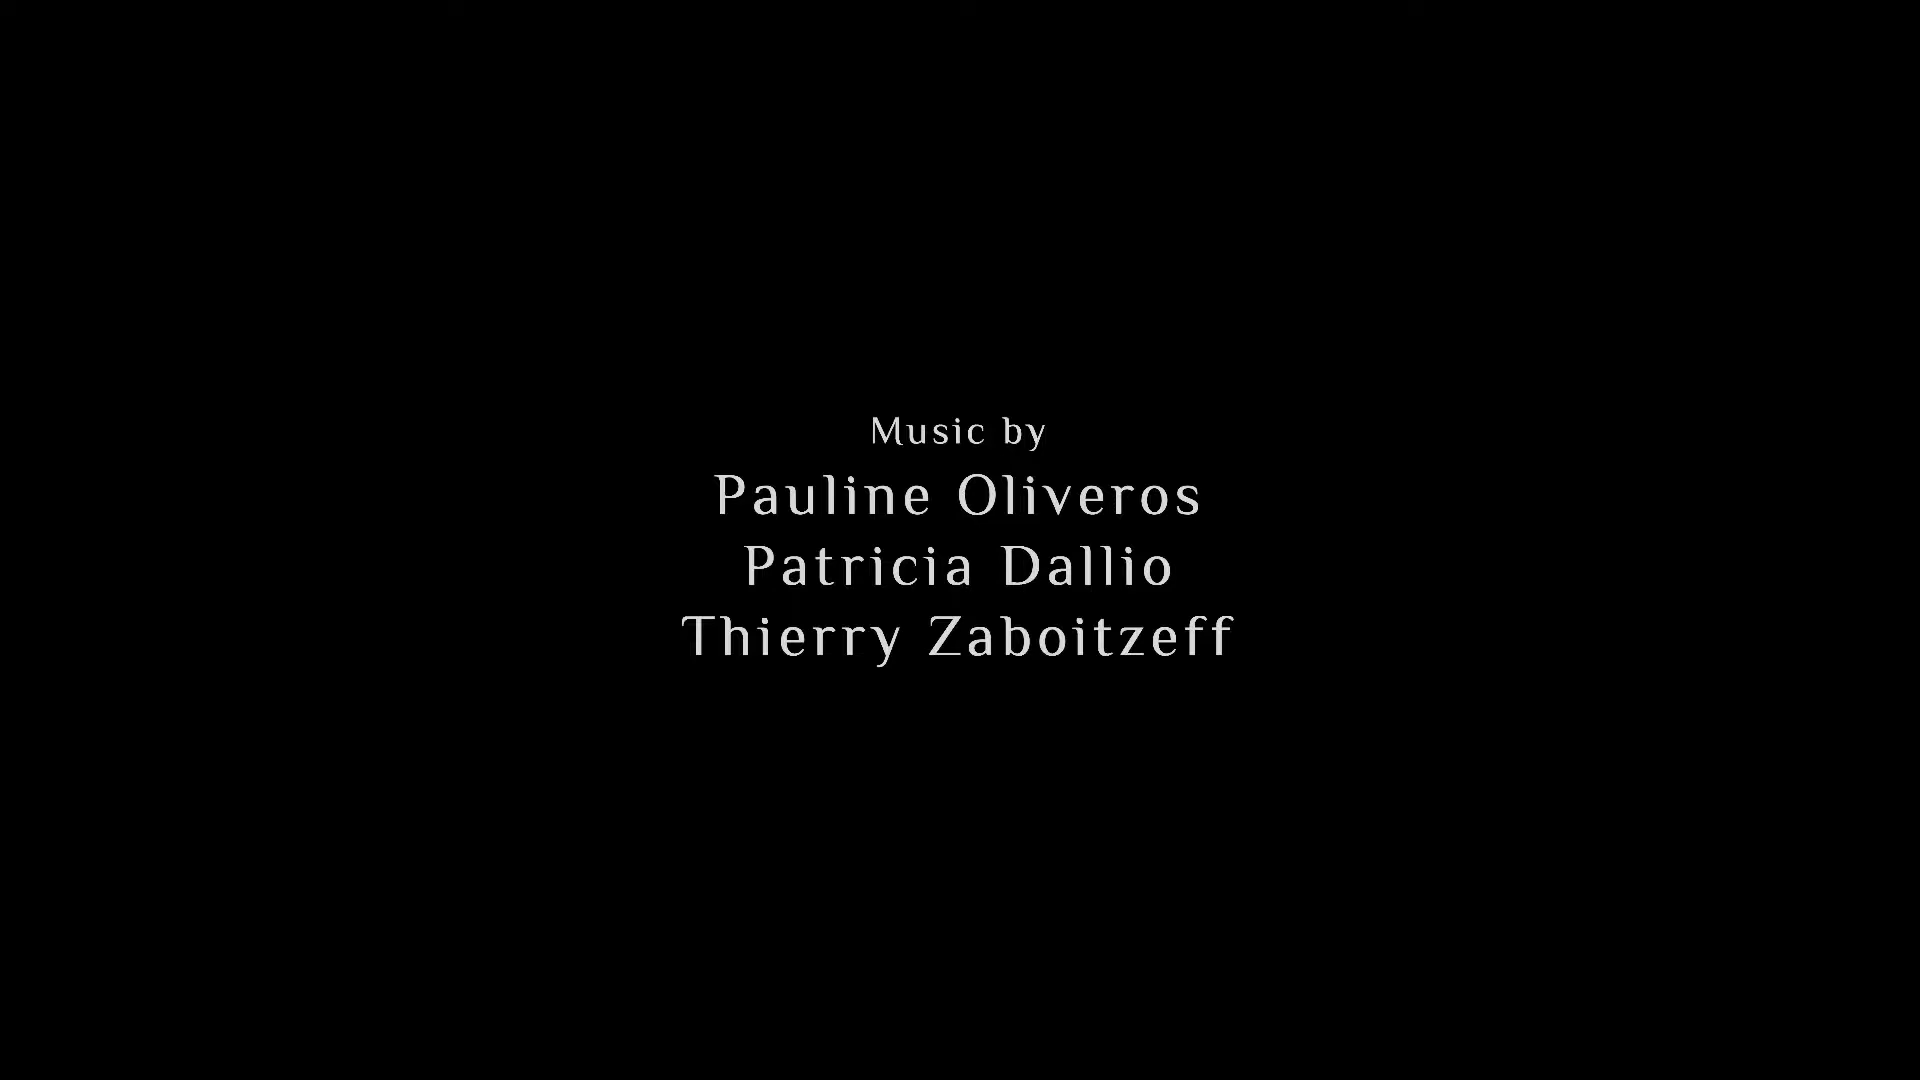 Music by
Pauline Oliveros
Patricia Dallio
Thierry Zaboitzeff